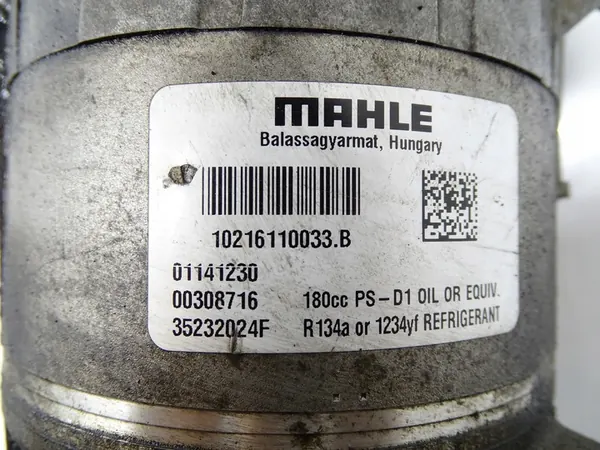 MAHLE
Balassagyarmat, Hungary
10216110033.B
01141230
00308716 180cc PS-D1 OIL OR EQUIV.
35232024F R134a or 1234yf REFRIGERANT